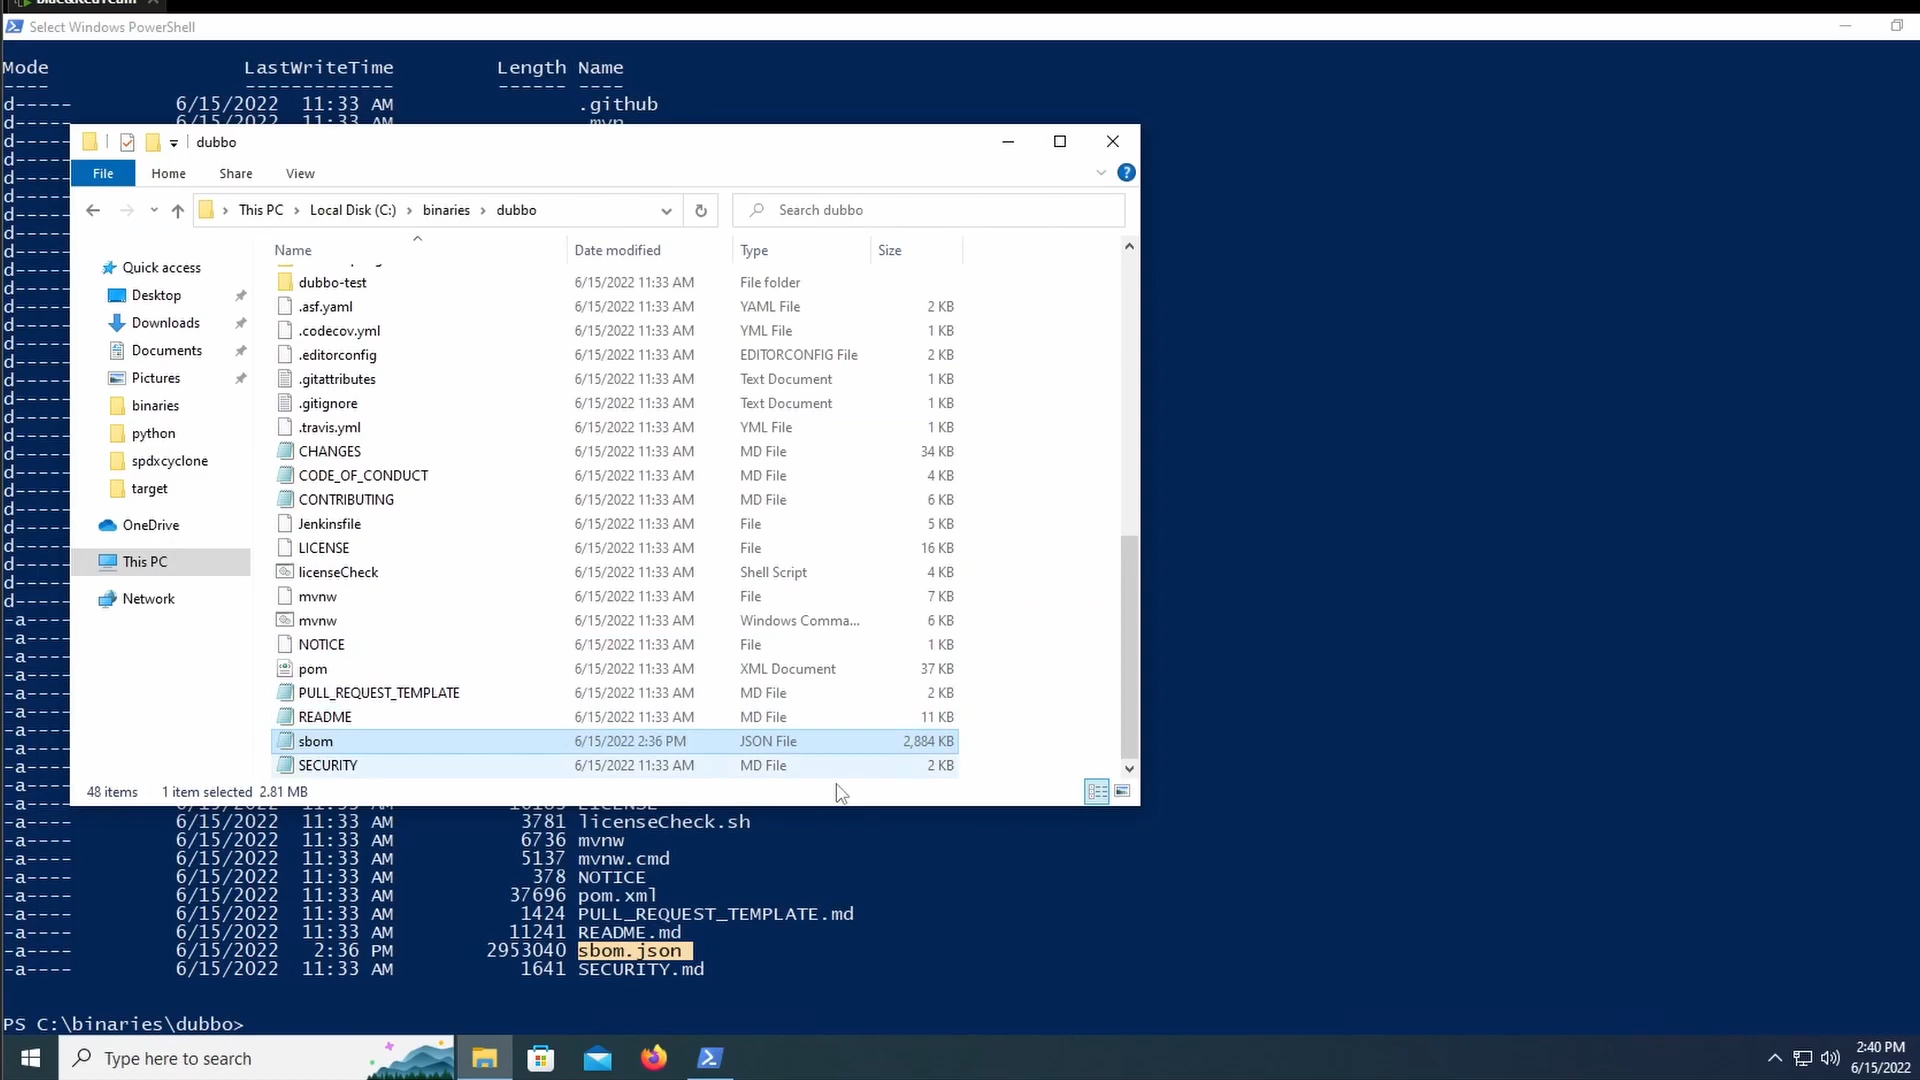 Select Windows PowerShell
Mode LastWriteTime Length Name
---- ------------- ------ ----
d----- 6/15/2022 11:33 AM .github
d----- 6/15/2022 11:33 AM .mvn
dubbo
File Home Share View
This PC Local Disk (C:) binaries dubbo Search dubbo
Name Date modified Type Size
Quick access
Desktop
Downloads
Documents
Pictures
binaries
python
spdxcyclone
target
OneDrive
This PC
Network
dubbo-test 6/15/2022 11:33 AM File folder
.asf.yaml 6/15/2022 11:33 AM YAML File 2 KB
.codecov.yml 6/15/2022 11:33 AM YML File 1 KB
.editorconfig 6/15/2022 11:33 AM EDITORCONFIG File 2 KB
.gitattributes 6/15/2022 11:33 AM Text Document 1 KB
.gitignore 6/15/2022 11:33 AM Text Document 1 KB
.travis.yml 6/15/2022 11:33 AM YML File 1 KB
CHANGES 6/15/2022 11:33 AM MD File 34 KB
CODE_OF_CONDUCT 6/15/2022 11:33 AM MD File 4 KB
CONTRIBUTING 6/15/2022 11:33 AM MD File 6 KB
Jenkinsfile 6/15/2022 11:33 AM File 5 KB
LICENSE 6/15/2022 11:33 AM File 16 KB
licenseCheck 6/15/2022 11:33 AM Shell Script 4 KB
mvnw 6/15/2022 11:33 AM File 7 KB
mvnw 6/15/2022 11:33 AM Windows Comma... 6 KB
NOTICE 6/15/2022 11:33 AM File 1 KB
pom 6/15/2022 11:33 AM XML Document 37 KB
PULL_REQUEST_TEMPLATE 6/15/2022 11:33 AM MD File 2 KB
README 6/15/2022 11:33 AM MD File 11 KB
sbom 6/15/2022 2:36 PM JSON File 2,884 KB
SECURITY 6/15/2022 11:33 AM MD File 2 KB
48 items 1 item selected 2.81 MB
-a---- 6/15/2022 11:33 AM LICENSE
-a---- 6/15/2022 11:33 AM 3781 licenseCheck.sh
-a---- 6/15/2022 11:33 AM 6736 mvnw
-a---- 6/15/2022 11:33 AM 5137 mvnw.cmd
-a---- 6/15/2022 11:33 AM 378 NOTICE
-a---- 6/15/2022 11:33 AM 37696 pom.xml
-a---- 6/15/2022 11:33 AM 1424 PULL_REQUEST_TEMPLATE.md
-a---- 6/15/2022 11:33 AM 11241 README.md
-a---- 6/15/2022 2:36 PM 2953040 sbom.json
-a---- 6/15/2022 11:33 AM 1641 SECURITY.md
PS C:\binaries\dubbo>
Type here to search
2:40 PM
6/15/2022